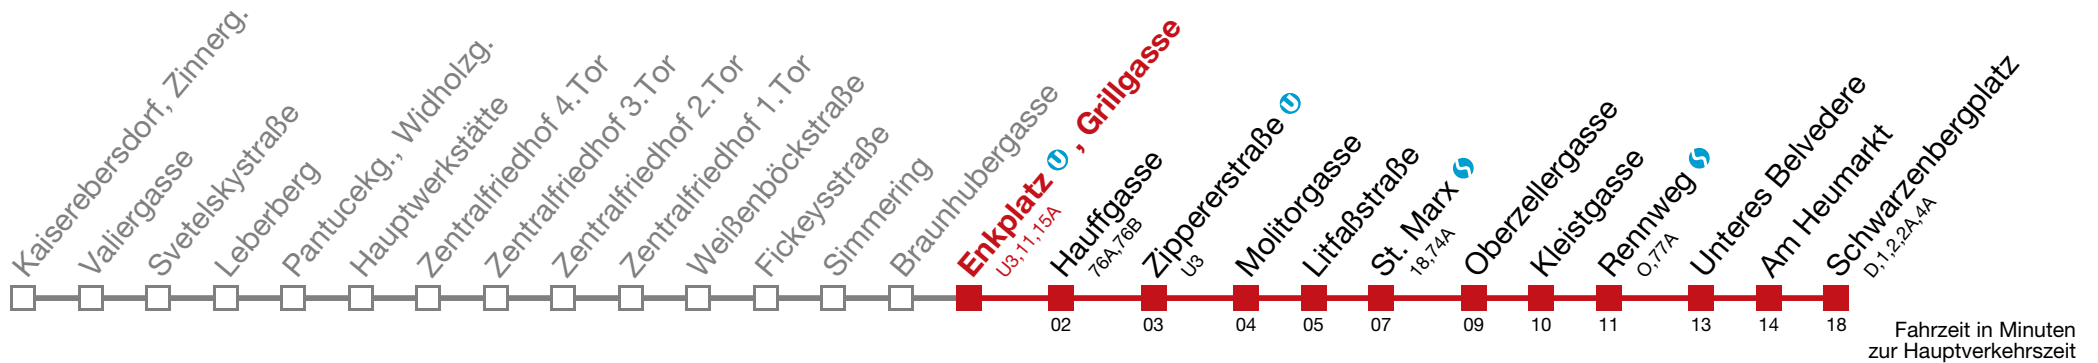 Kaiserebersdorf, Zinnerg.
Valiergasse
Svetelskystraße
Leberberg
Pantucekg., Widholzg.
Hauptwerkstätte
Zentralfriedhof 4.Tor
Zentralfriedhof 3.Tor
Zentralfriedhof 2.Tor
Zentralfriedhof 1.Tor
Weißenböckstraße
Fickeysstraße
Simmering
Braunhubergasse
Enkplatz U , Grillgasse
U3,11,15A
Hauffgasse
76A,76B
02
Zippererstraße U
U3
03
Molitorgasse
04
Litfaßstraße
05
St. Marx
18,74A
07
Oberzellergasse
09
Kleistgasse
10
Rennweg
O,77A
11
Unteres Belvedere
13
Am Heumarkt
14
Schwarzenbergplatz
D,1,2,2A,4A
18
Fahrzeit in Minuten
zur Hauptverkehrszeit